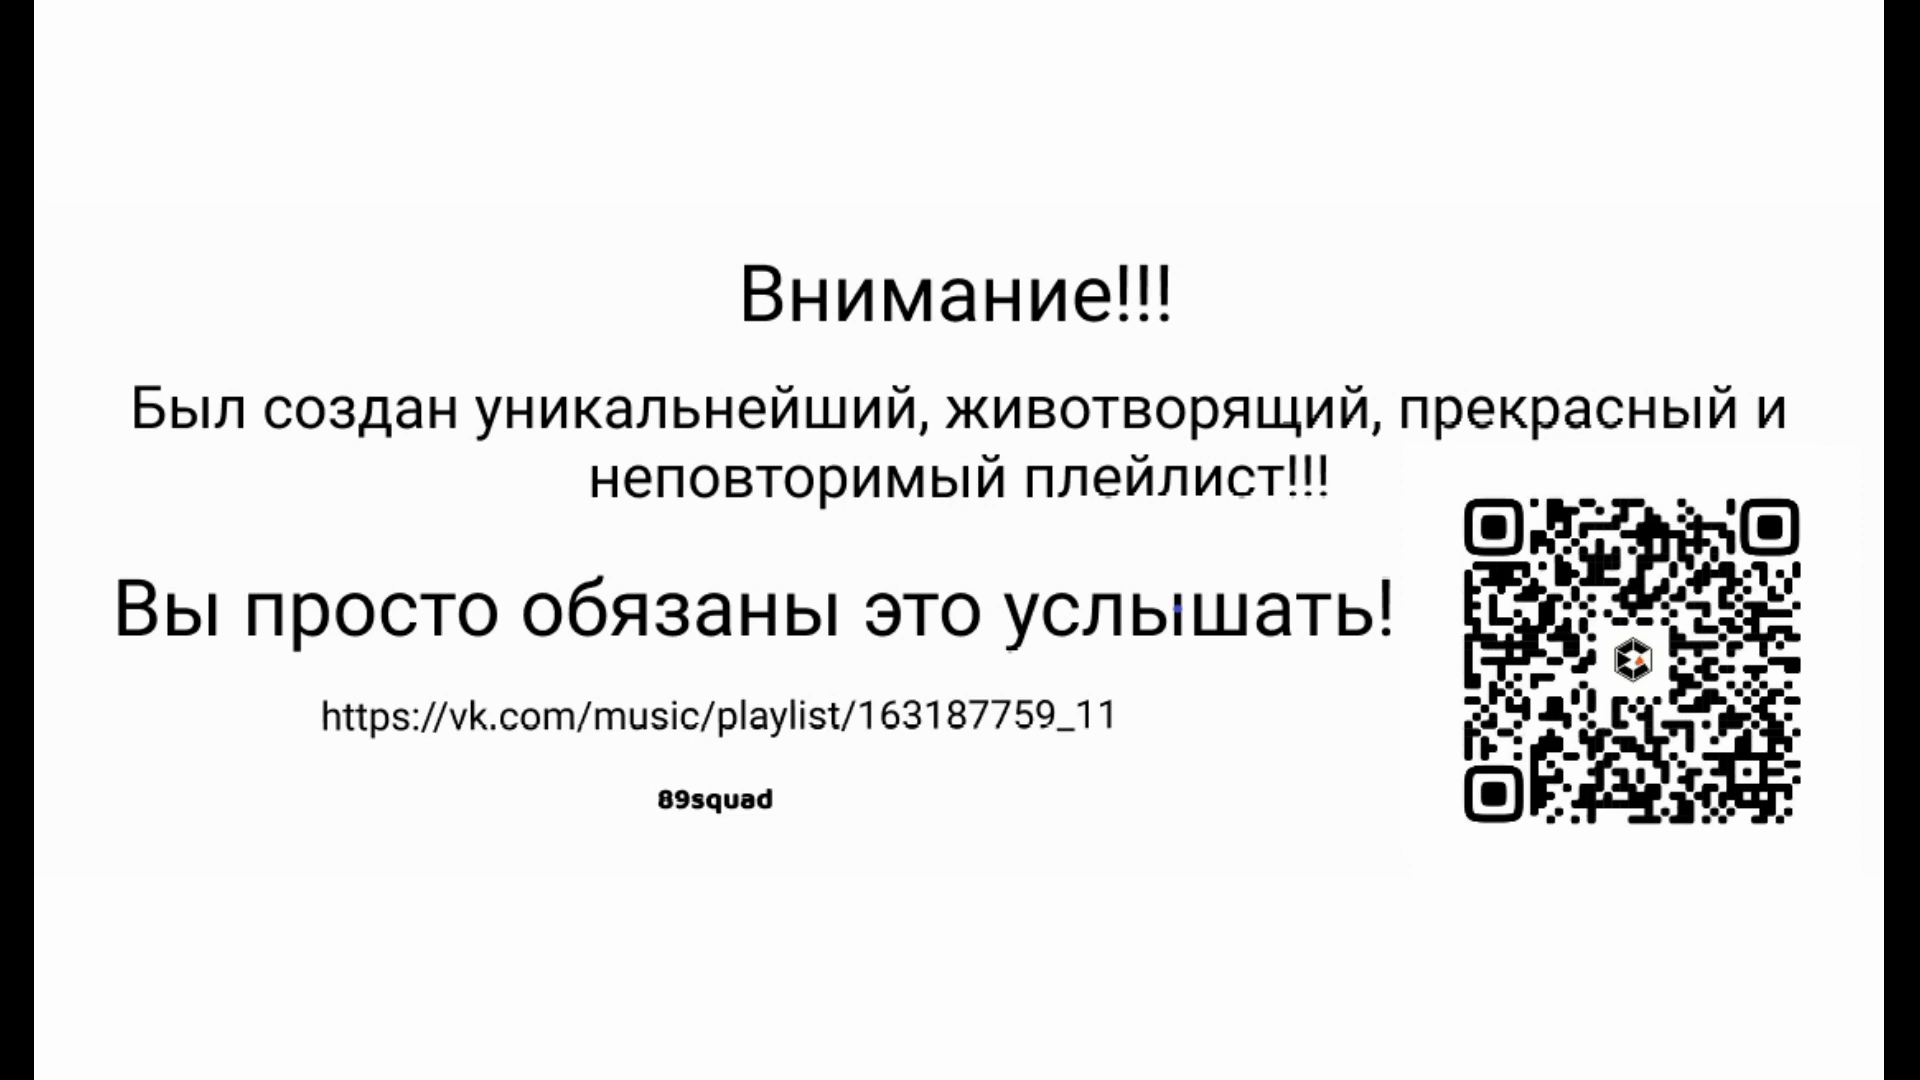 Внимание!!!
Был создан уникальнейший, животворящий, прекрасный и
неповторимый плейлист!!!
Вы просто обязаны это услышать!
https://vk.com/music/playlist/163187759_11
89squad